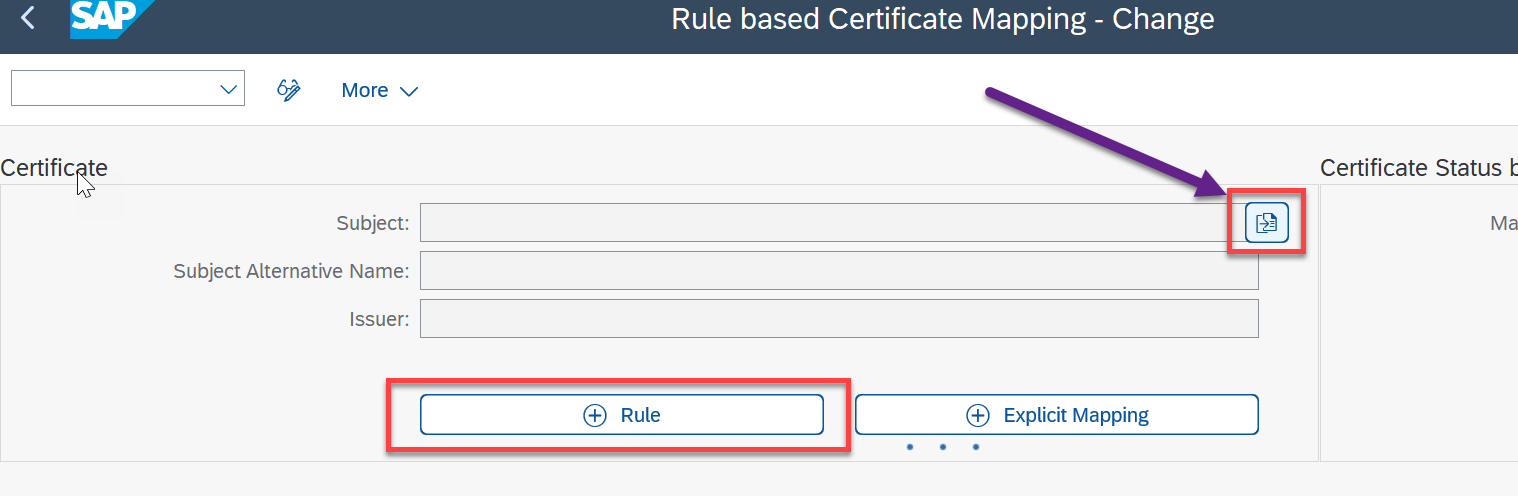 SAP
Rule based Certificate Mapping - Change
More
Certificate
Certificate Status b
Subject:
Ma
Subject Alternative Name:
Issuer:
Rule
Explicit Mapping